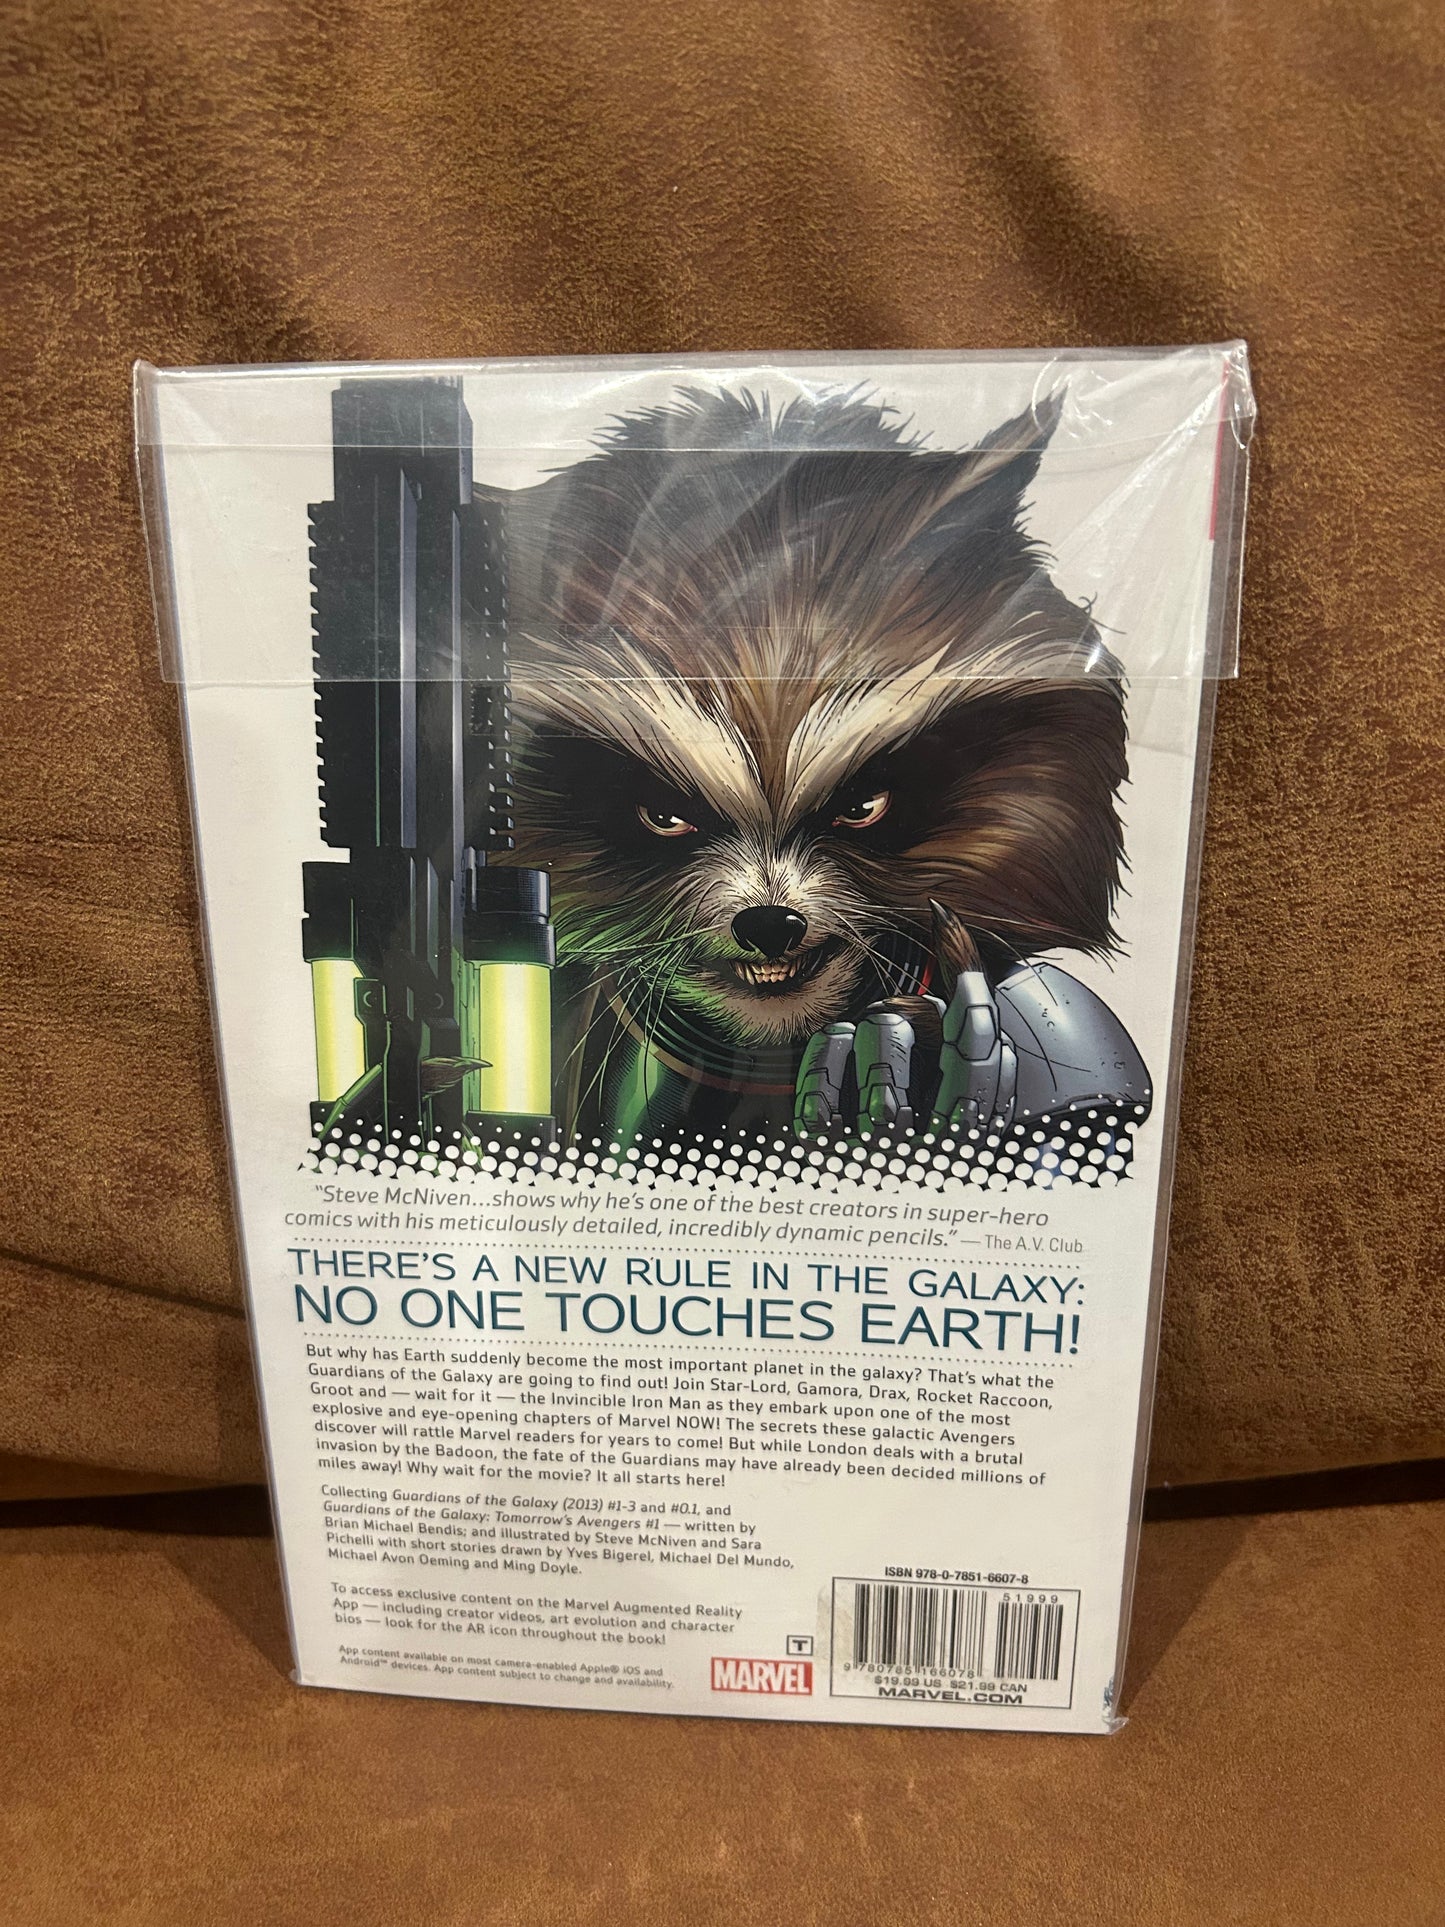 "Steve McNiven...shows why he's one of the best creators in super-hero
comics with his meticulously detailed, incredibly dynamic pencils." — The A.V. Club
THERE'S A NEW RULE IN THE GALAXY:
NO ONE TOUCHES EARTH!
But why has Earth suddenly become the most important planet in the galaxy? That's what the
Guardians of the Galaxy are going to find out! Join Star-Lord, Gamora, Drax, Rocket Raccoon,
Groot and — wait for it — the Invincible Iron Man as they embark upon one of the most
explosive and eye-opening chapters of Marvel NOW! The secrets these galactic Avengers
discover will rattle Marvel readers for years to come! But while London deals with a brutal
invasion by the Badoon, the fate of the Guardians may have already been decided millions of
miles away! Why wait for the movie? It all starts here!
Collecting Guardians of the Galaxy (2013) #1-3 and #0.1, and
Guardians of the Galaxy: Tomorrow's Avengers #1 — written by
Brian Michael Bendis; and illustrated by Steve McNiven and Sara
Pichelli with short stories drawn by Yves Bigerel, Michael Del Mundo,
Michael Avon Oeming and Ming Doyle.
To access exclusive content on the Marvel Augmented Reality
App — including creator videos, art evolution and character
bios — look for the AR icon throughout the book!
App content available on most camera-enabled Apple® iOS and
Android™ devices. App content subject to change and availability.
T
MARVEL
ISBN 978-0-7851-6607-8
51999
9 780785 166078
$19.99 US $21.99 CAN
MARVEL.COM